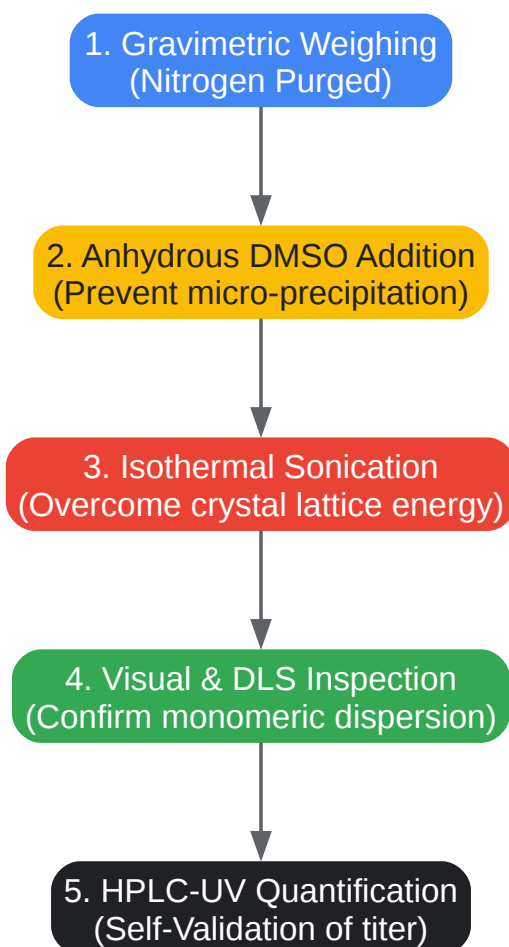 1. Gravimetric Weighing
(Nitrogen Purged)
2. Anhydrous DMSO Addition
(Prevent micro-precipitation)
3. Isothermal Sonication
(Overcome crystal lattice energy)
4. Visual & DLS Inspection
(Confirm monomeric dispersion)
5. HPLC-UV Quantification
(Self-Validation of titer)